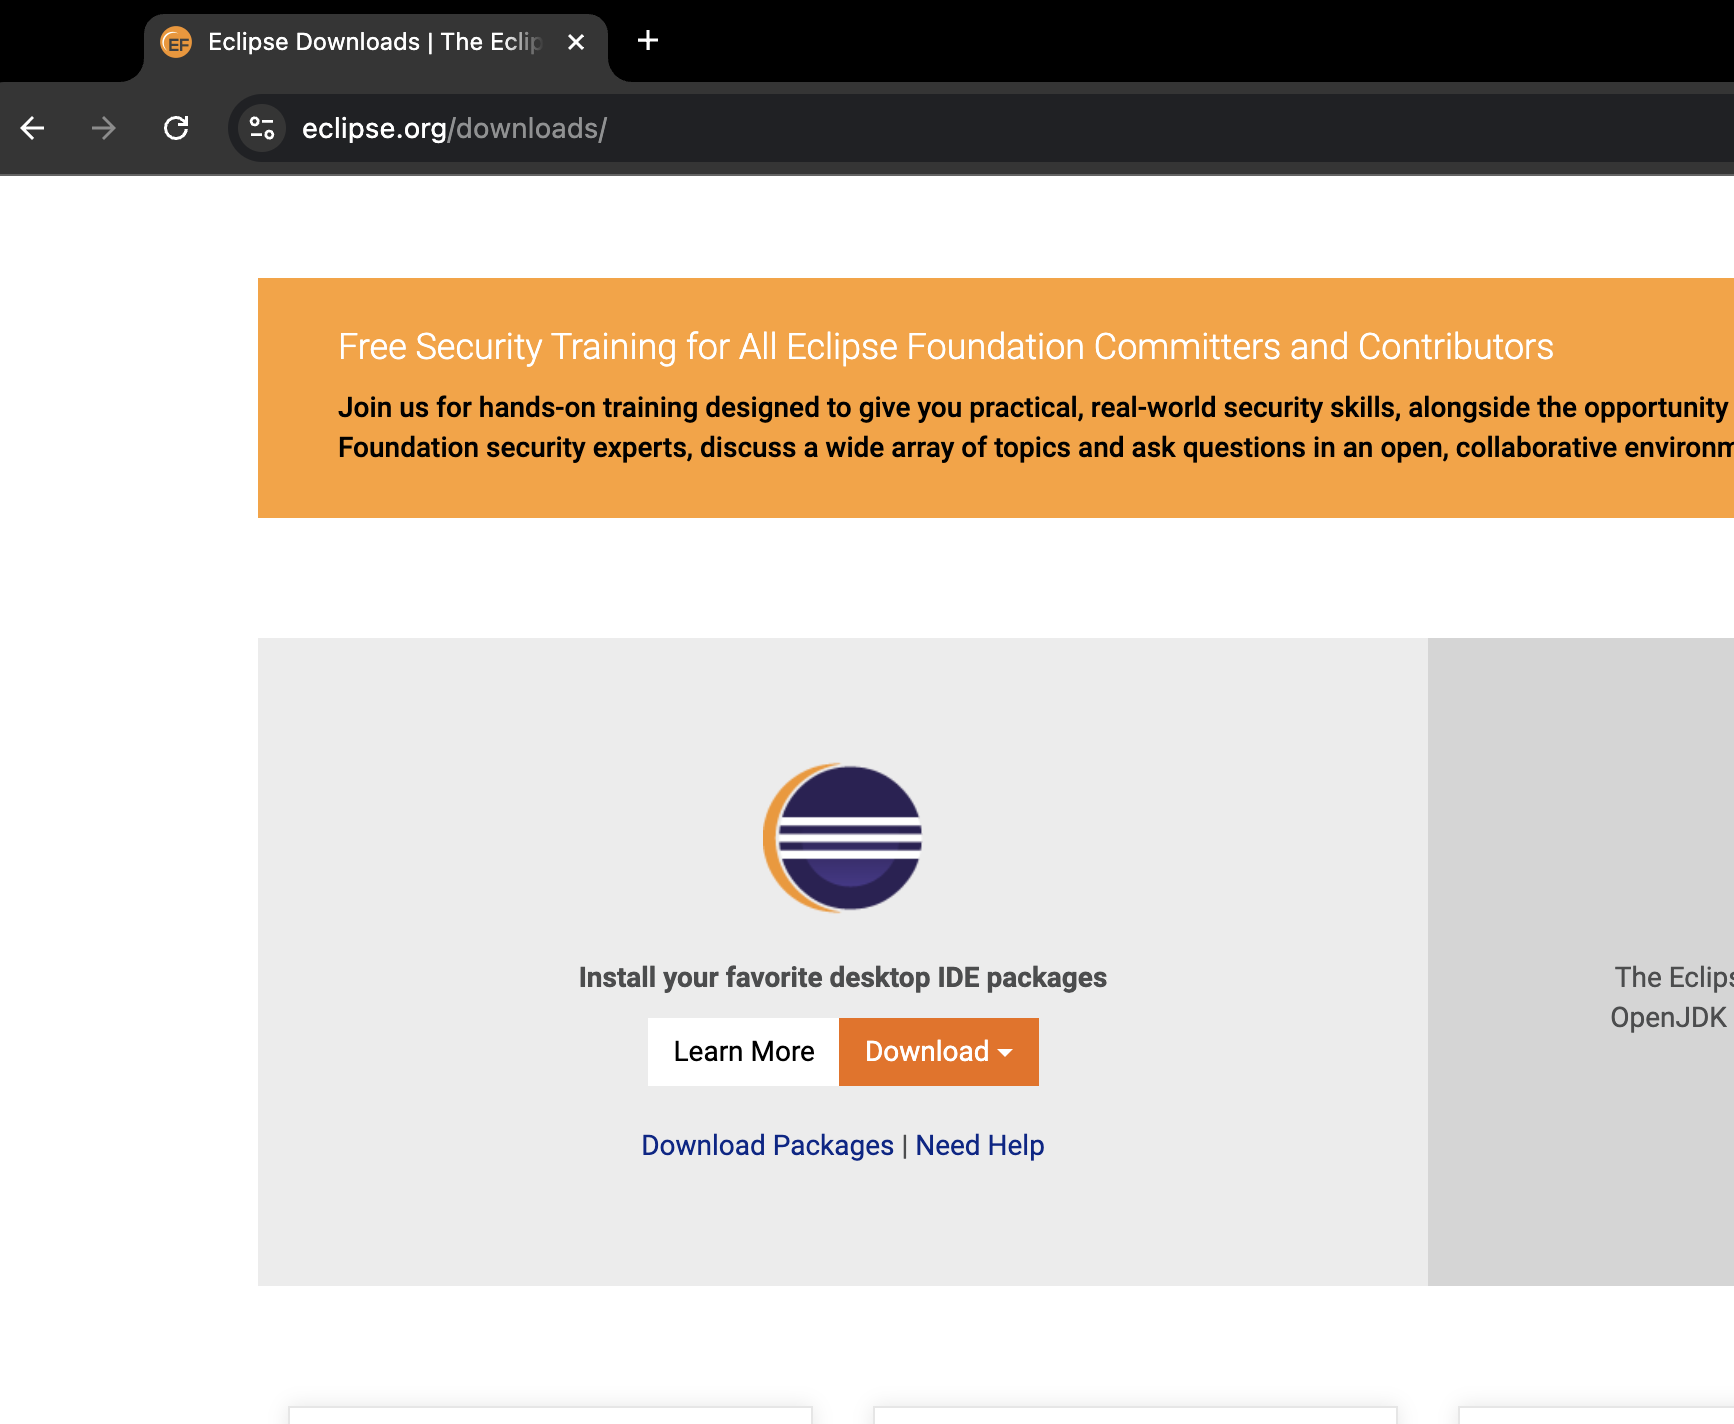 EF Eclipse Downloads | The Eclip
eclipse.org/downloads/
Free Security Training for All Eclipse Foundation Committers and Contributors
Join us for hands-on training designed to give you practical, real-world security skills, alongside the opportunity
Foundation security experts, discuss a wide array of topics and ask questions in an open, collaborative environm
Install your favorite desktop IDE packages
Learn More Download
Download Packages | Need Help
The Eclips
OpenJDK